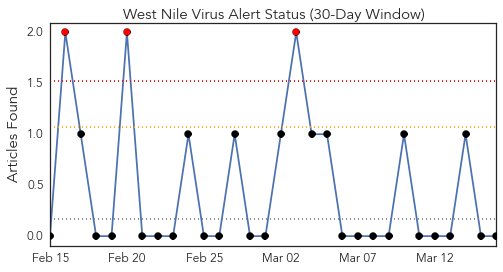 West Nile Virus Alert Status (30-Day Window)
Articles Found
2.0
1.5
1.0
0.5
0.0
Feb 15
Feb 20
Feb 25
Mar 02
Mar 07
Mar 12